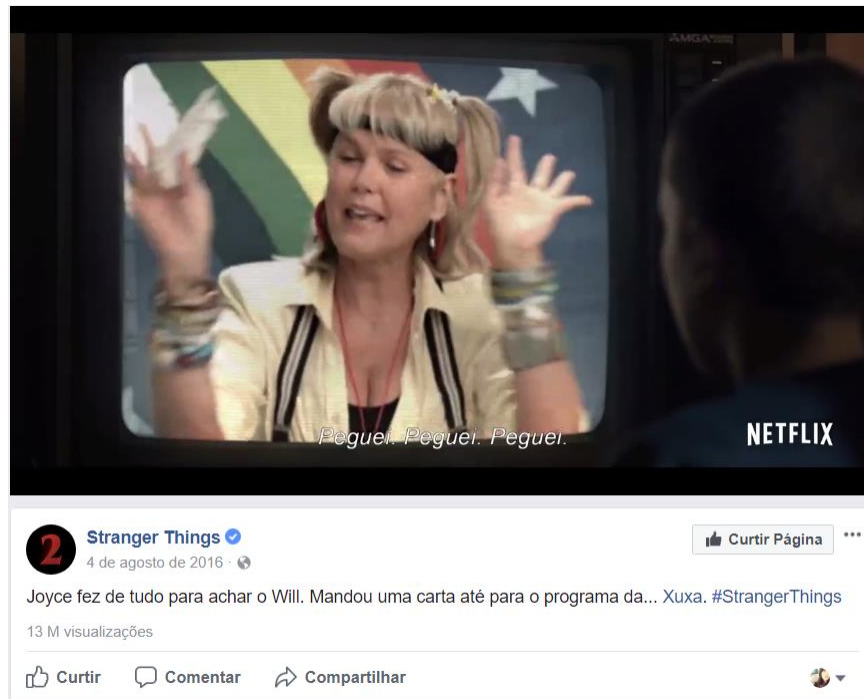 Peguei. Peguei. Peguei.
NETFLIX
2
Stranger Things
4 de agosto de 2016 ·
Curtir Página
Joyce fez de tudo para achar o Will. Mandou uma carta até para o programa da... Xuxa. #StrangerThings
13 M visualizações
Curtir
Comentar
Compartilhar